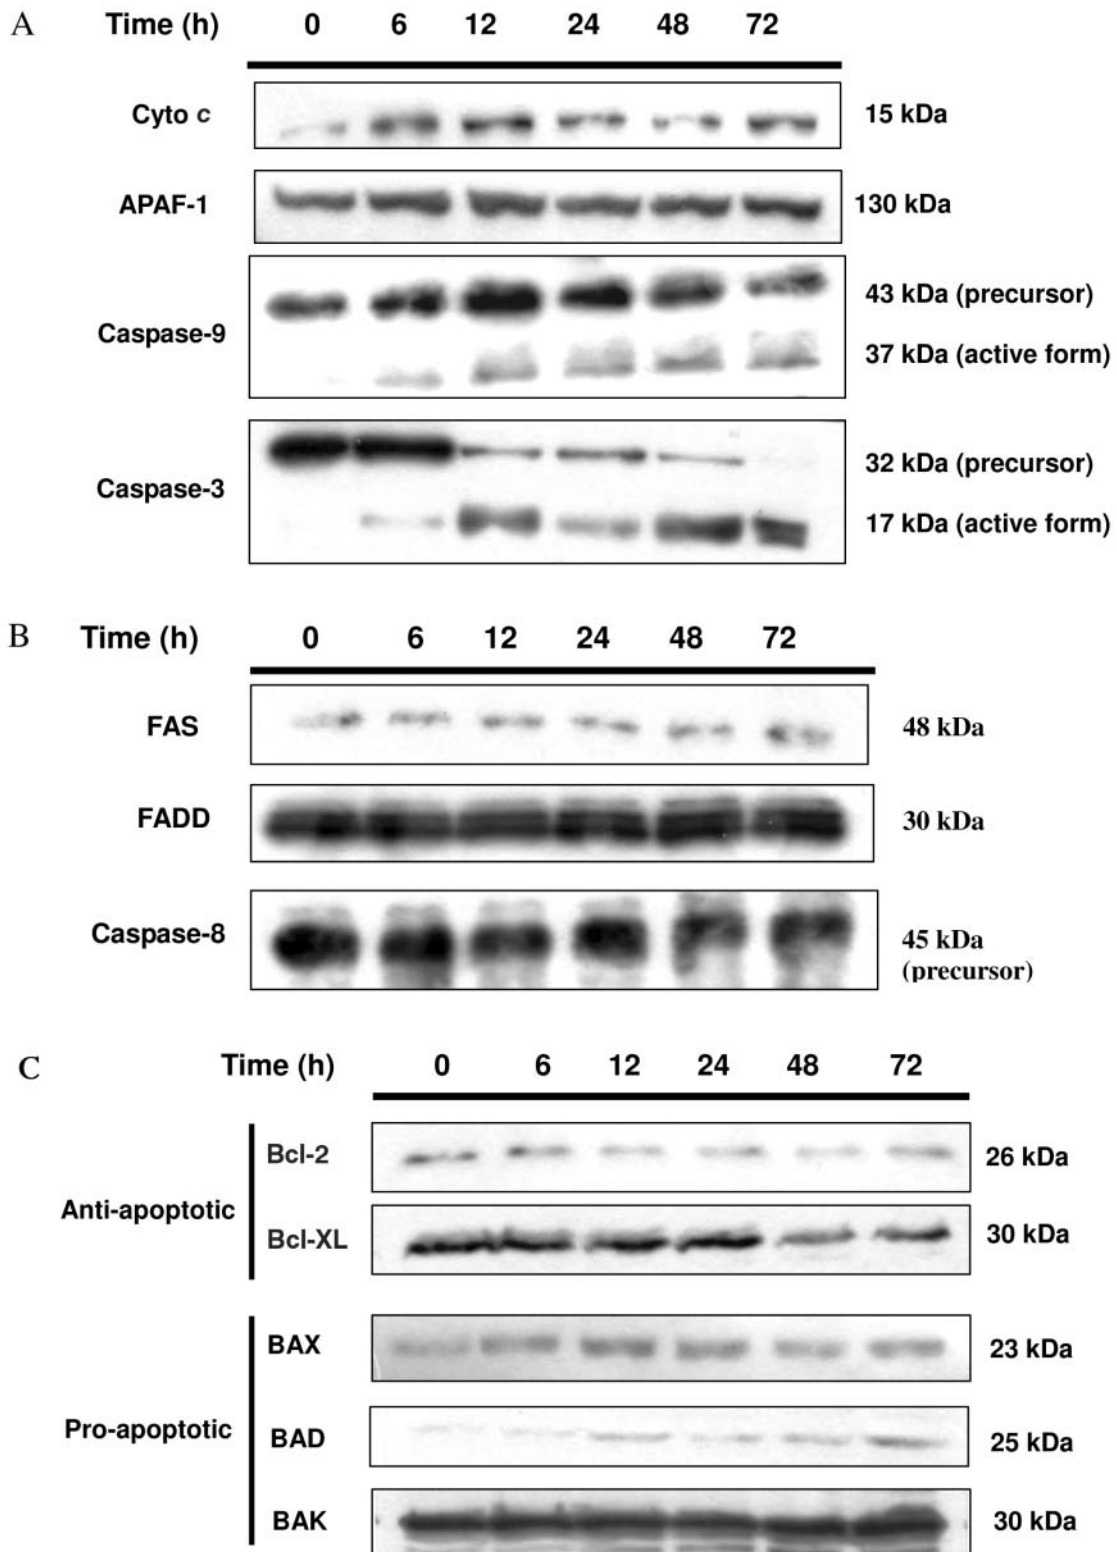 A Time (h) 0 6 12 24 48 72
Cyto c 15 kDa
APAF-1 130 kDa
43 kDa (precursor)
Caspase-9
37 kDa (active form)
32 kDa (precursor)
Caspase-3
17 kDa (active form)
B Time (h) 0 6 12 24 48 72
FAS 48 kDa
FADD 30 kDa
Caspase-8 45 kDa
(precursor)
C Time (h) 0 6 12 24 48 72
Bcl-2 26 kDa
Anti-apoptotic
Bcl-XL 30 kDa
BAX 23 kDa
Pro-apoptotic
BAD 25 kDa
BAK 30 kDa